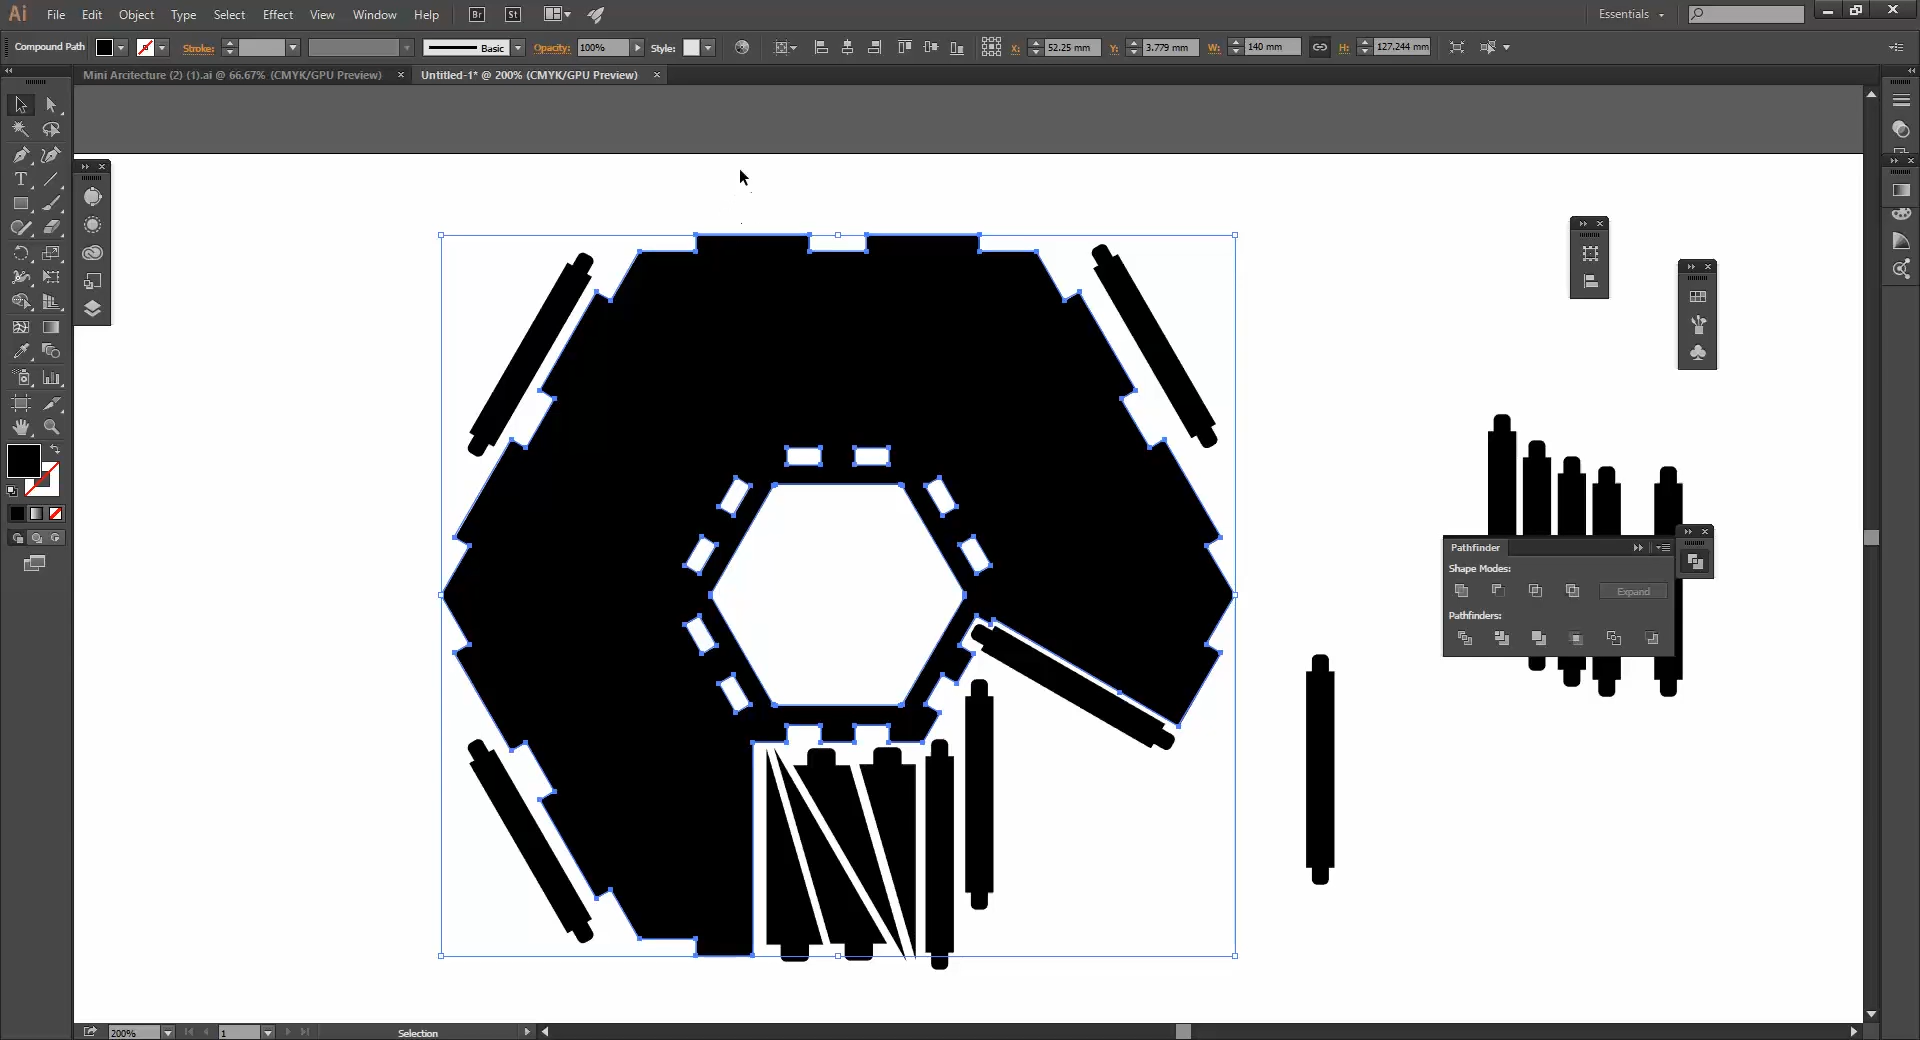 Ai File Edit Object Type Select Effect View Window Help Br St Essentials
Compound Path Stroke: Basic Opacity: 100% Style: X: 52.25 mm Y: 3.779 mm W: 140 mm H: 127.244 mm
Mini Arcitecture (2) (1).ai @ 66.67% (CMYK/GPU Preview) × Untitled-1* @ 200% (CMYK/GPU Preview) ×
T
Pathfinder
Shape Modes:
Expand
Pathfinders:
200% 1 Selection